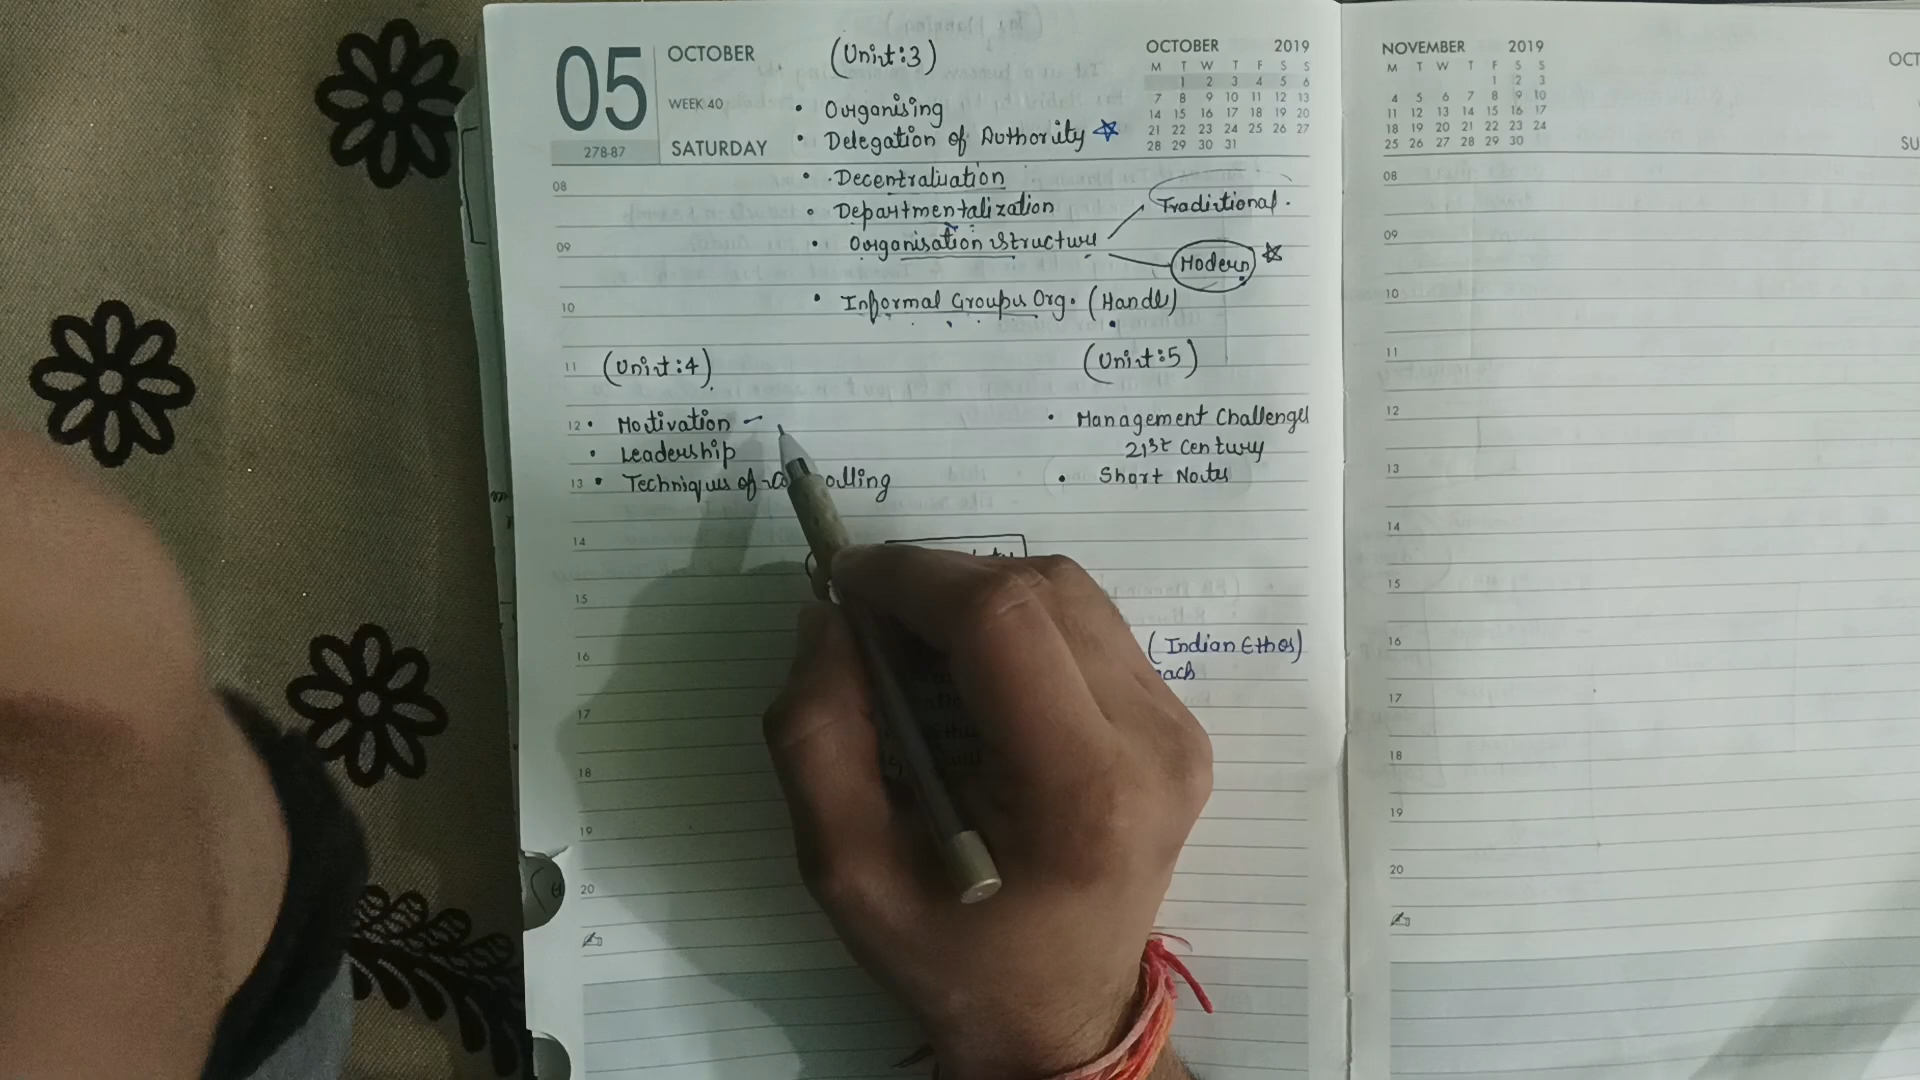 05
OCTOBER
WEEK 40
278-87
SATURDAY
(Unit:3)
• Organising
• Delegation of Authority
OCTOBER 2019
M T W T F S S
1 2 3 4 5 6
7 8 9 10 11 12 13
14 15 16 17 18 19 20
21 22 23 24 25 26 27
28 29 30 31
08
• Decentraluation
• Departmentalization
Traditional.
09
• Organisation Structure
Modern
10
• Informal Groups Org. (Handle)
11
(Unit:4)
(Unit:5)
12
• Motivation –
• Leadership
13
• Techniques of
olling
• Management Challenges
21st Century
• Short Notes
14
15
16
(Indian Ethos)
17
18
19
20
NOVEMBER 2019
M T W T F S S
1 2 3
4 5 6 7 8 9 10
11 12 13 14 15 16 17
18 19 20 21 22 23 24
25 26 27 28 29 30
OCT
SU
08
09
10
11
12
13
14
15
16
17
18
19
20